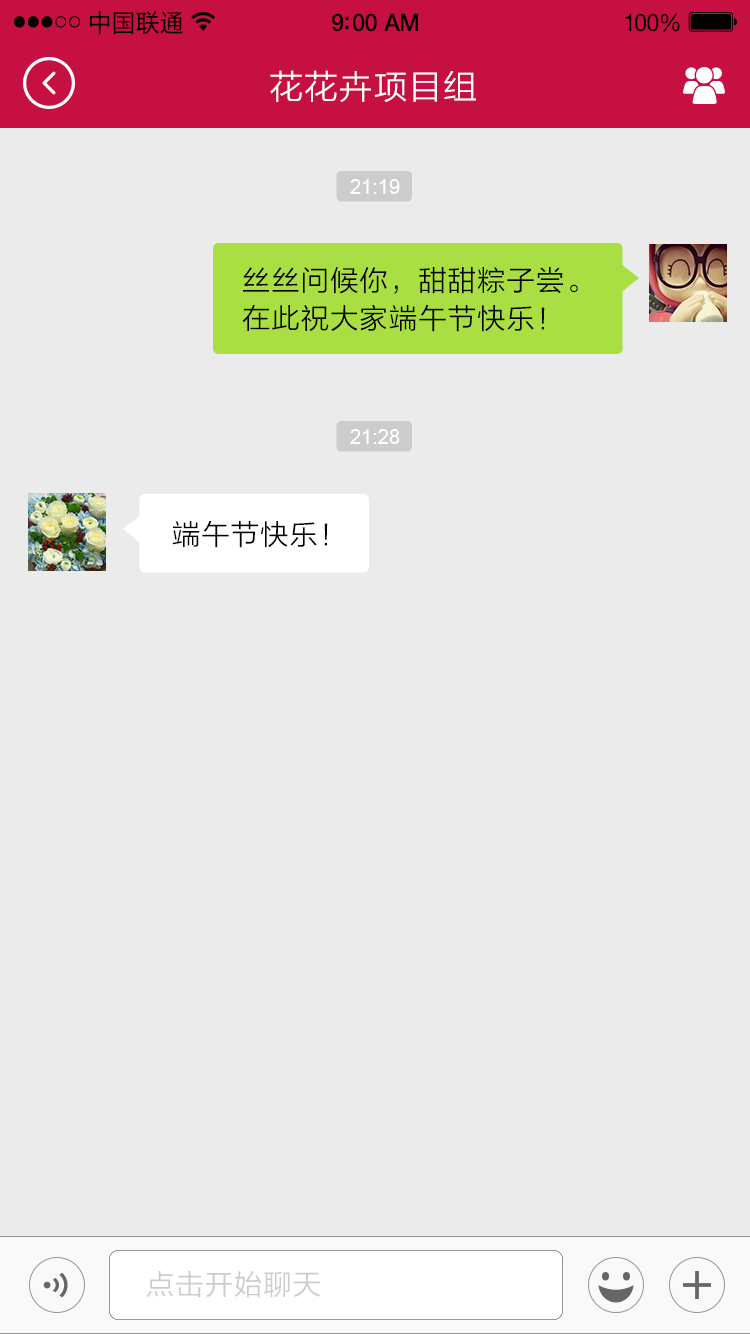 中国联通
9:00 AM
100%
花花卉项目组
21:19
丝丝问候你，甜甜粽子尝。
在此祝大家端午节快乐！
21:28
端午节快乐！
点击开始聊天